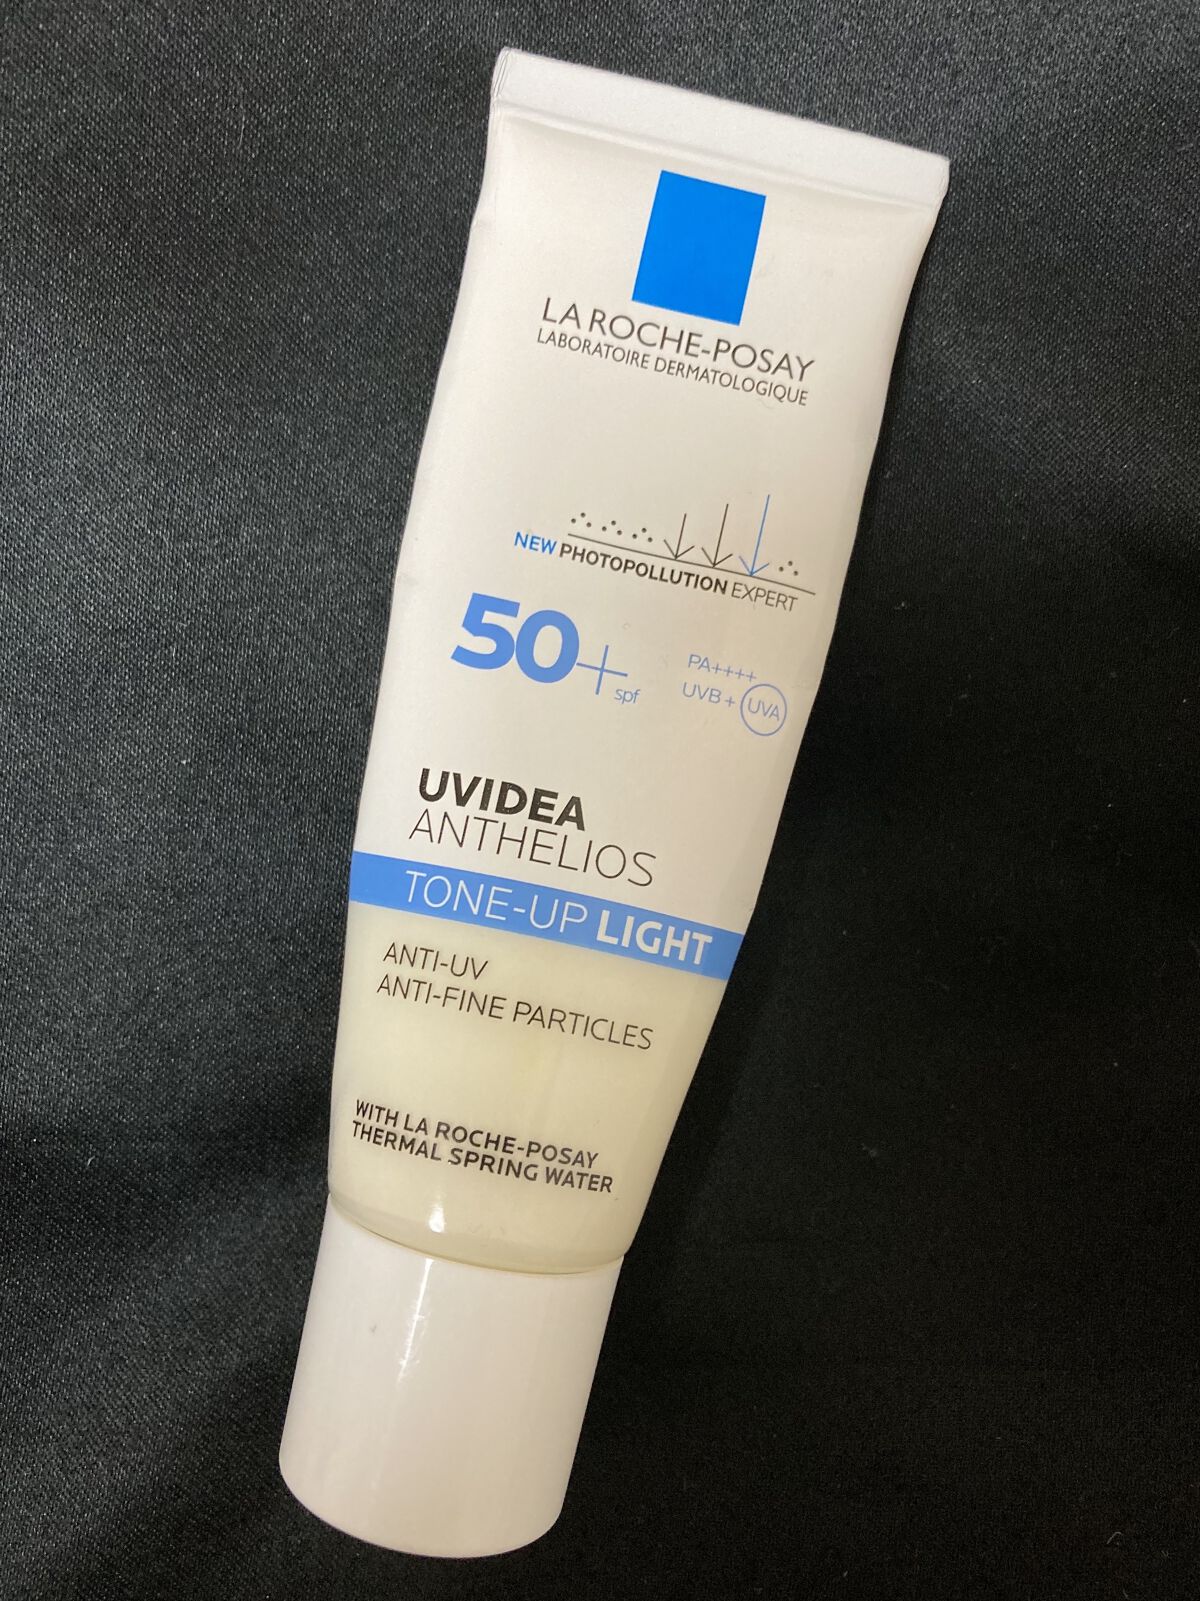 LA ROCHE-POSAY
LABORATOIRE DERMATOLOGIQUE
NEW PHOTOPOLLUTION EXPERT
50+ spf
PA++++
UVB + UVA
UVIDEA
ANTHELIOS
TONE-UP LIGHT
ANTI-UV
ANTI-FINE PARTICLES
WITH LA ROCHE-POSAY
THERMAL SPRING WATER